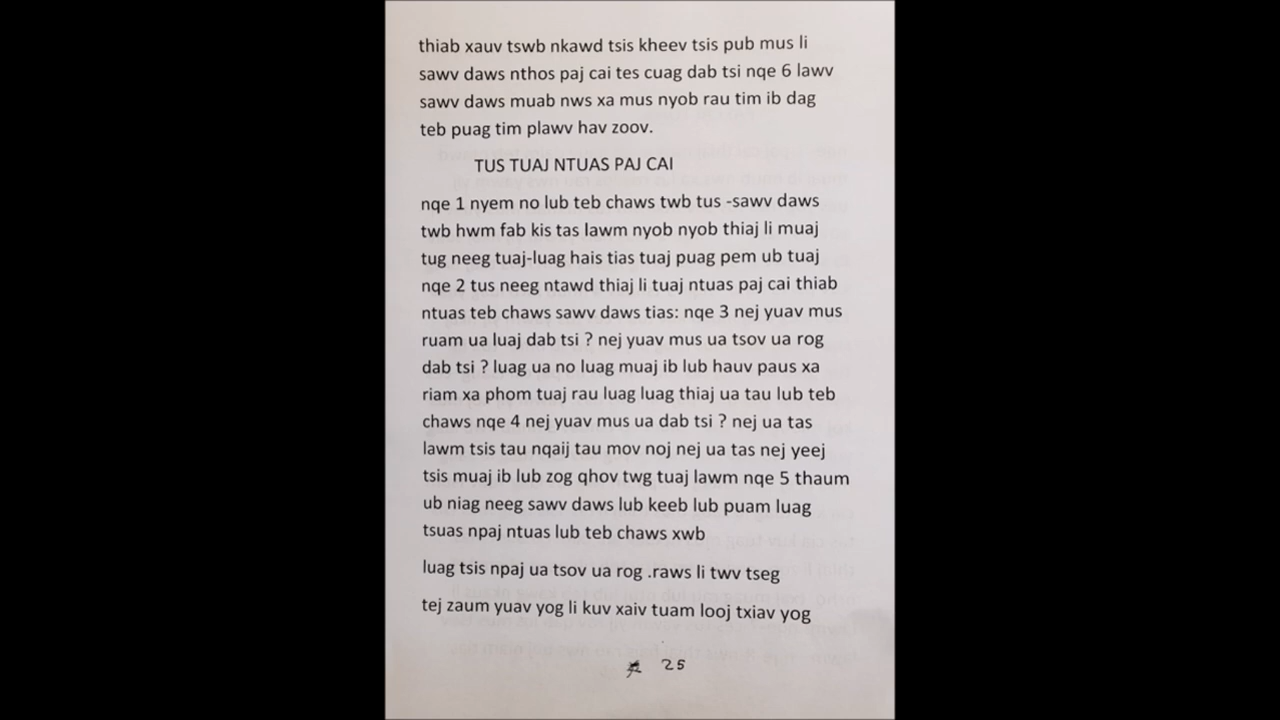 thiab xauv tswb nkawd tsis kheev tsis pub mus li
sawv daws nthos paj cai tes cuag dab tsi nqe 6 lawv
sawv daws muab nws xa mus nyob rau tim ib dag
teb puag tim plawv hav zoov.
TUS TUAJ NTUAS PAJ CAI
nqe 1 nyem no lub teb chaws twb tus -sawv daws
twb hwm fab kis tas lawm nyob nyob thiaj li muaj
tug neeg tuaj-luag hais tias tuaj puag pem ub tuaj
nqe 2 tus neeg ntawd thiaj li tuaj ntuas paj cai thiab
ntuas teb chaws sawv daws tias: nqe 3 nej yuav mus
ruam ua luaj dab tsi ? nej yuav mus ua tsov ua rog
dab tsi ? luag ua no luag muaj ib lub hauv paus xa
riam xa phom tuaj rau luag luag thiaj ua tau lub teb
chaws nqe 4 nej yuav mus ua dab tsi ? nej ua tas
lawm tsis tau nqaij tau mov noj nej ua tas nej yeej
tsis muaj ib lub zog qhov twg tuaj lawm nqe 5 thaum
ub niag neeg sawv daws lub keeb lub puam luag
tsuas npaj ntuas lub teb chaws xwb
luag tsis npaj ua tsov ua rog .raws li twv tseg
tej zaum yuav yog li kuv xaiv tuam looj txiav yog
25